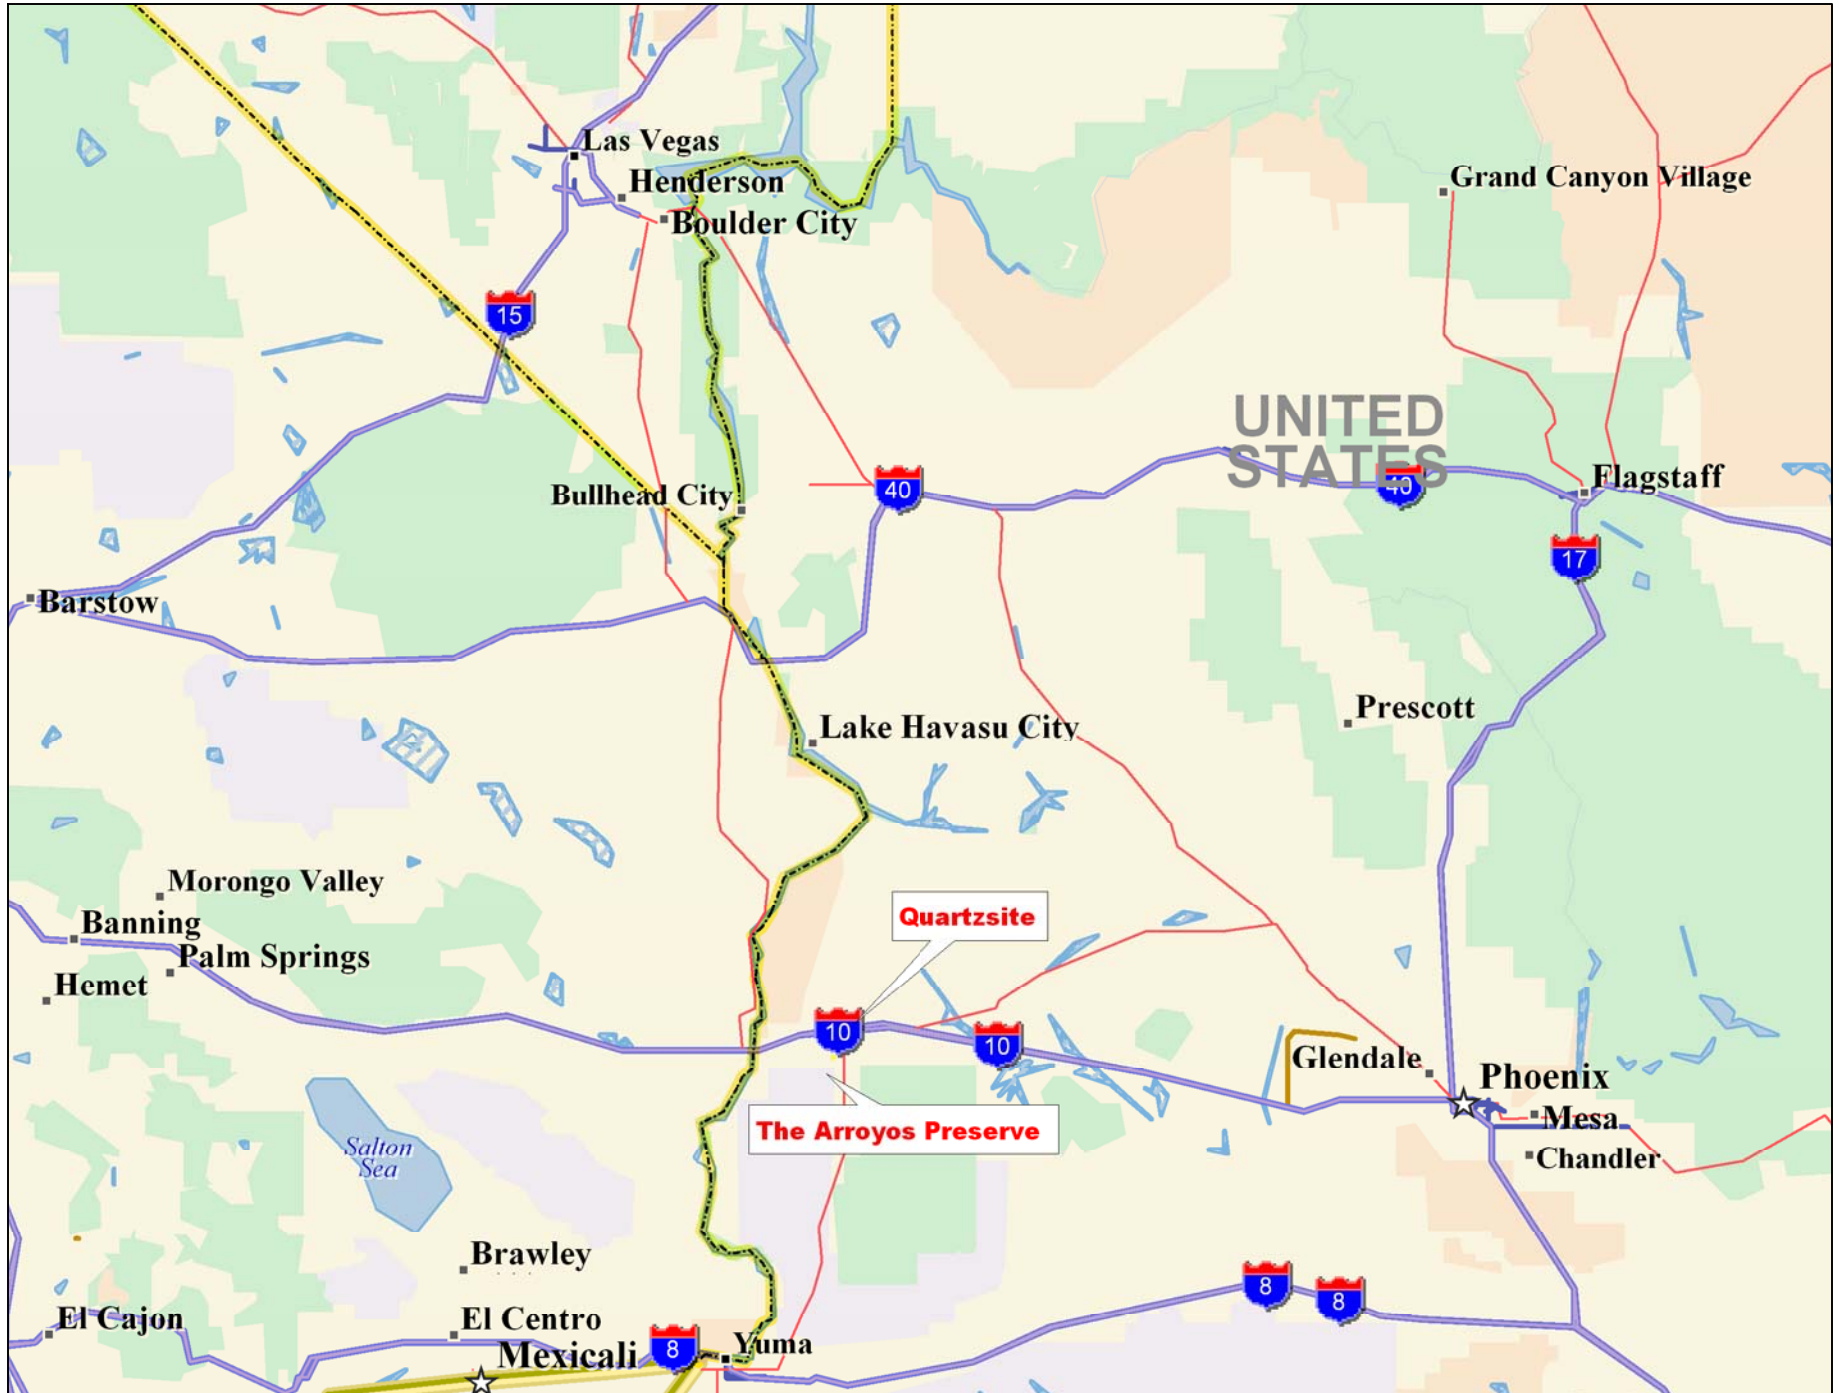 Las Vegas
Henderson
Boulder City
Grand Canyon Village
15
UNITED
STATES
Bullhead City
40
40
Flagstaff
17
Barstow
Prescott
Lake Havasu City
Morongo Valley
Banning
Palm Springs
Hemet
Quartzsite
10
10
Glendale
Phoenix
Mesa
Chandler
The Arroyos Preserve
Salton
Sea
Brawley
8
8
El Cajon
El Centro
Mexicali
8
Yuma